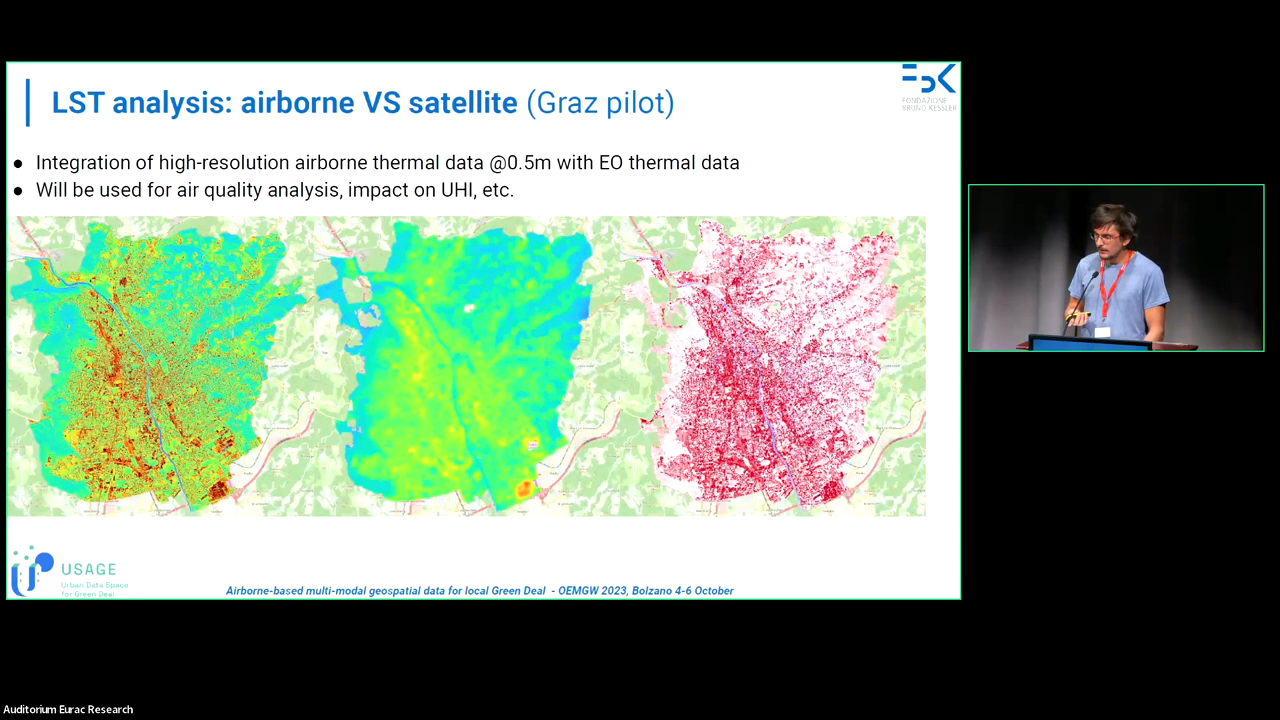 LST analysis: airborne VS satellite (Graz pilot)
FBK
FONDAZIONE
BRUNO KESSLER
● Integration of high-resolution airborne thermal data @0.5m with EO thermal data
● Will be used for air quality analysis, impact on UHI, etc.
USAGE
Urban Data Space
for Green Deal
Airborne-based multi-modal geospatial data for local Green Deal - OEMGW 2023, Bolzano 4-6 October
Auditorium Eurac Research